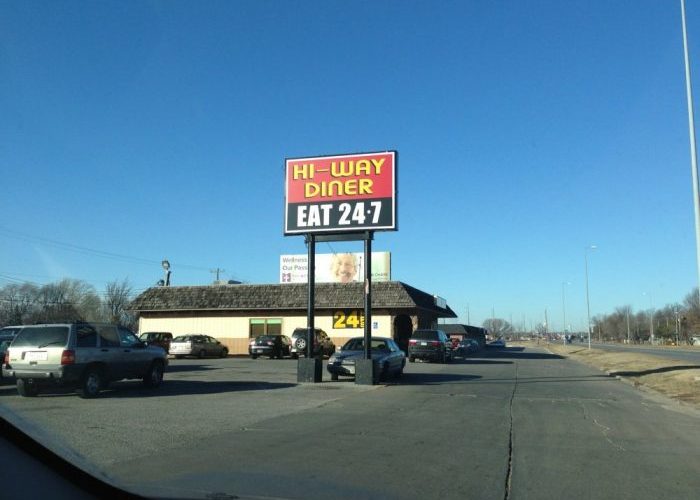 HI-WAY
DINER
EAT 24·7
Wellness
Our Pass
24